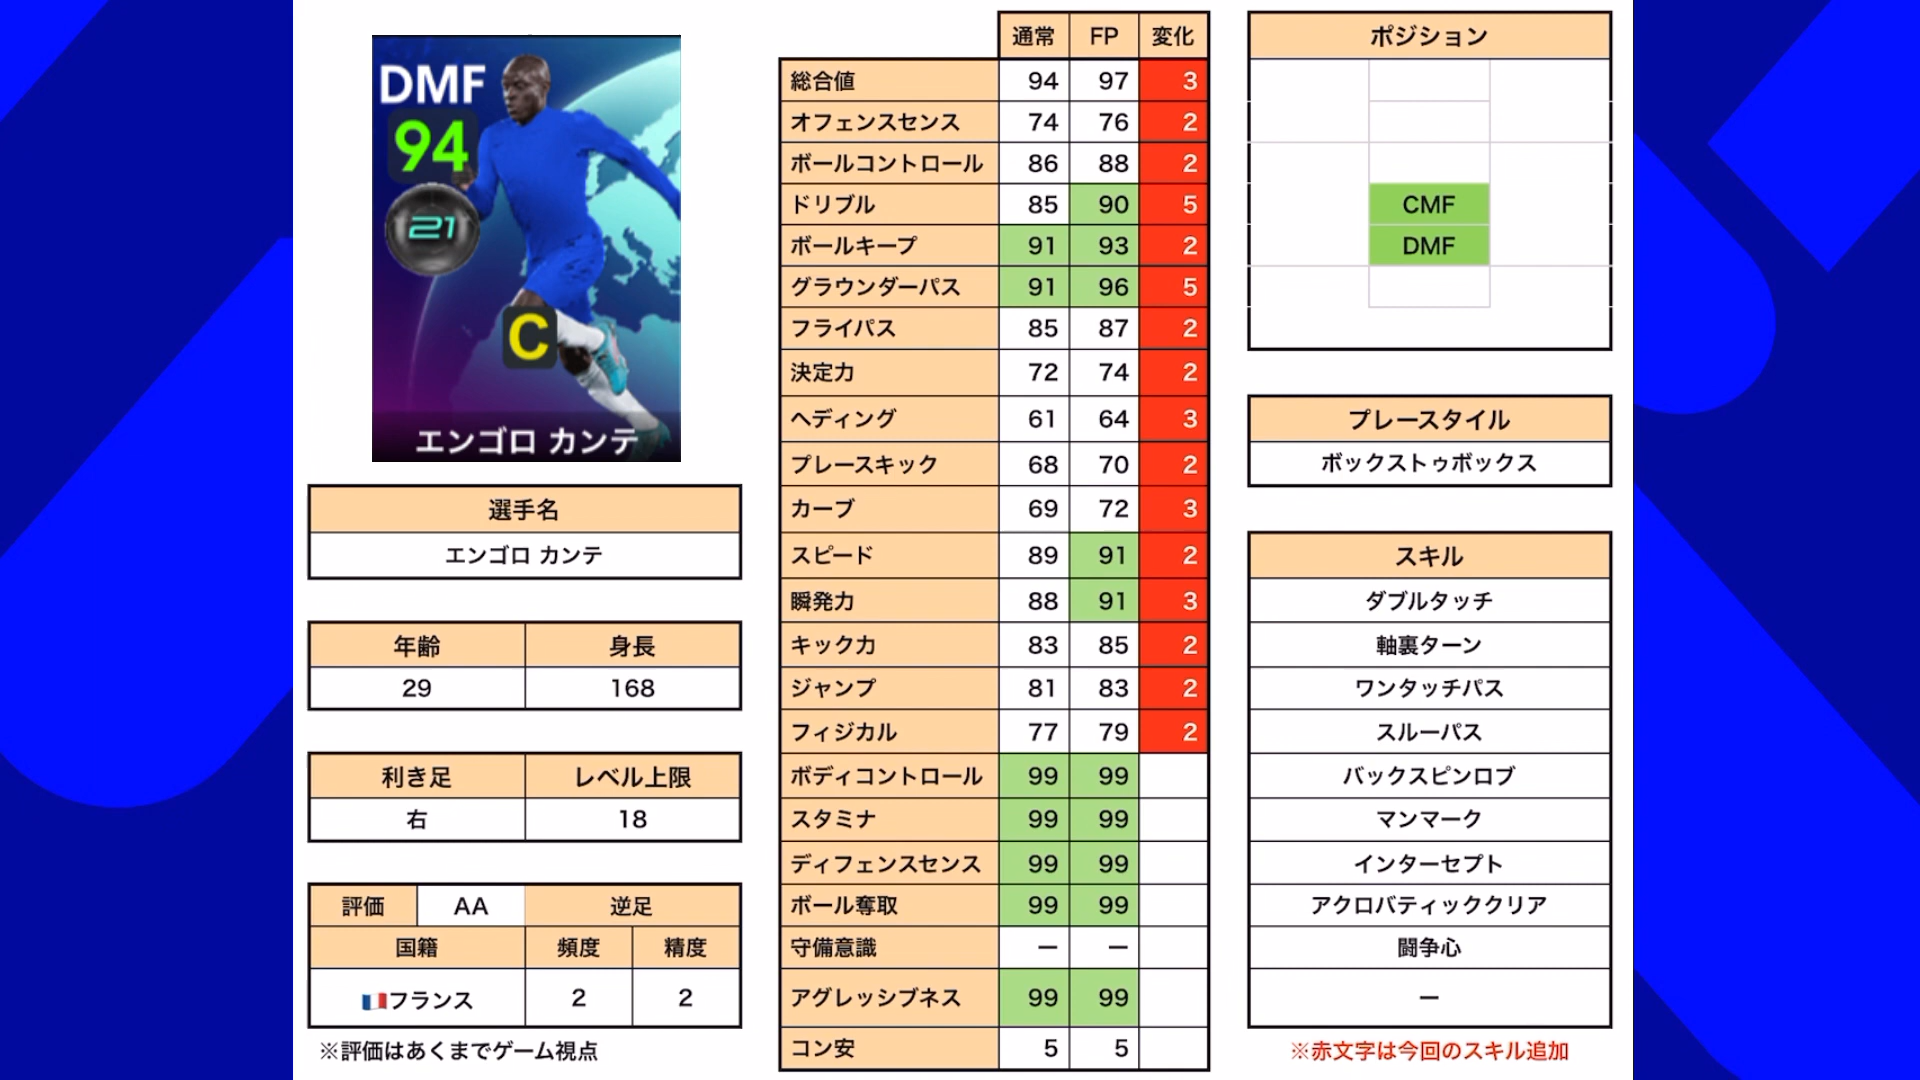 DMF
94
21
C
エンゴロ カンテ
選手名
エンゴロ カンテ
年齢 身長
29 168
利き足 レベル上限
右 18
評価 AA 逆足
国籍 頻度 精度
フランス 2 2
※評価はあくまでゲーム視点
通常 FP 変化
総合値 94 97 3
オフェンスセンス 74 76 2
ボールコントロール 86 88 2
ドリブル 85 90 5
ボールキープ 91 93 2
グラウンダーパス 91 96 5
フライパス 85 87 2
決定力 72 74 2
ヘディング 61 64 3
プレースキック 68 70 2
カーブ 69 72 3
スピード 89 91 2
瞬発力 88 91 3
キック力 83 85 2
ジャンプ 81 83 2
フィジカル 77 79 2
ボディコントロール 99 99
スタミナ 99 99
ディフェンスセンス 99 99
ボール奪取 99 99
守備意識 ー ー
アグレッシブネス 99 99
コン安 5 5
ポジション
CMF
DMF
プレースタイル
ボックストゥボックス
スキル
ダブルタッチ
軸裏ターン
ワンタッチパス
スルーパス
バックスピンロブ
マンマーク
インターセプト
アクロバティッククリア
闘争心
ー
※赤文字は今回のスキル追加